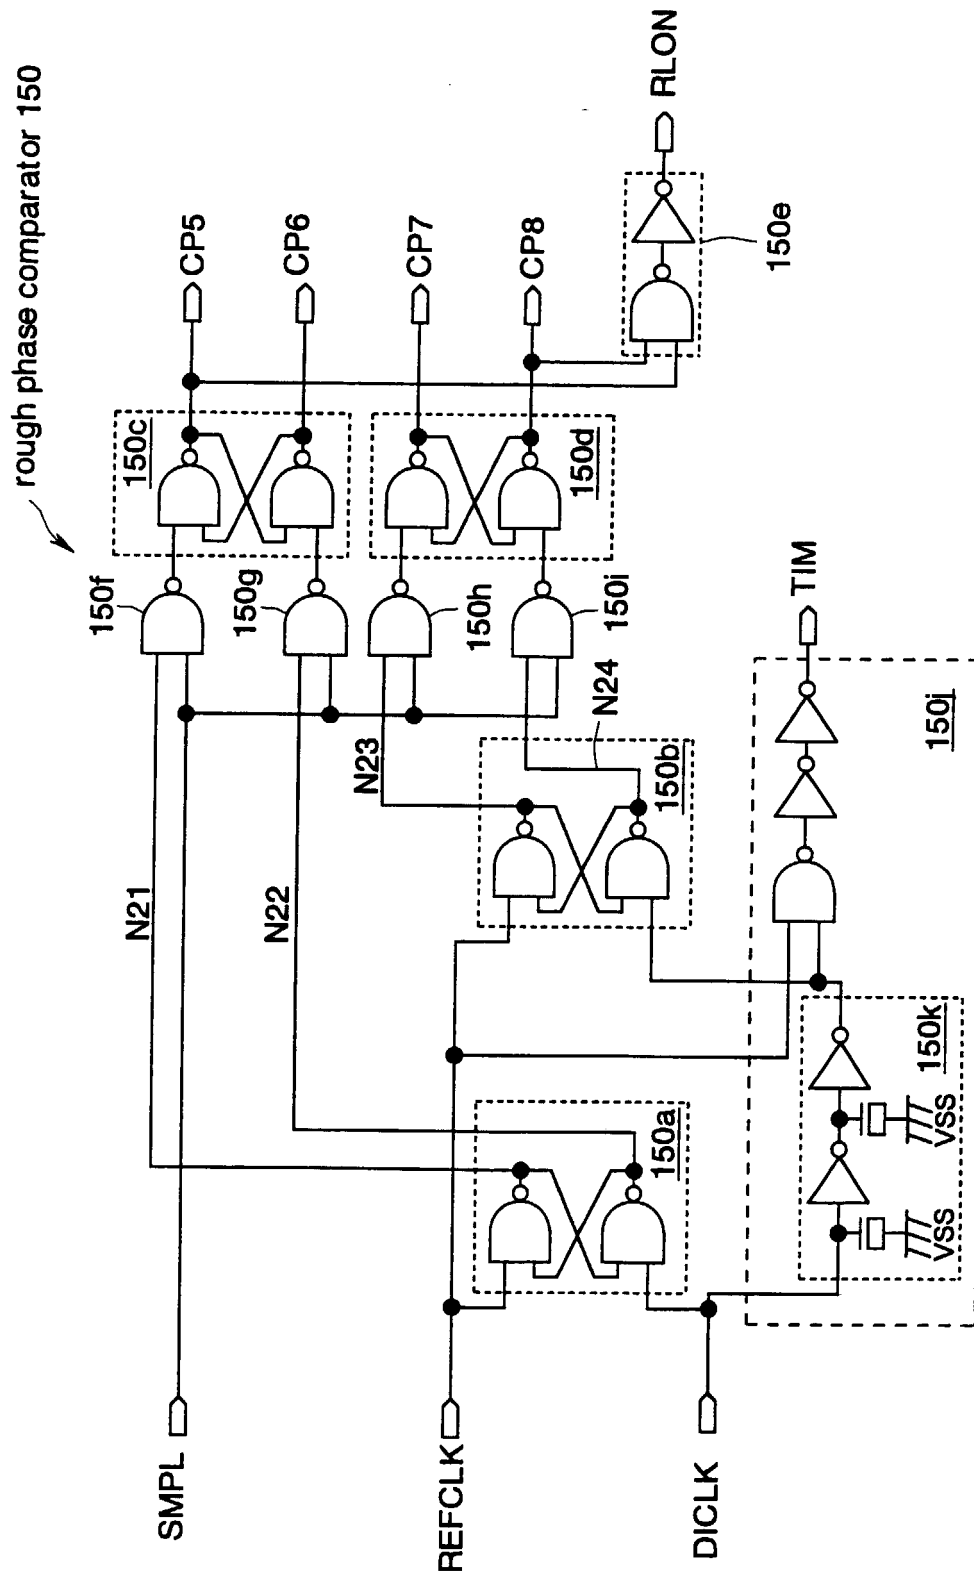 rough phase comparator 150
SMPL
REFCLK
DICLK
N21
N22
N23
N24
150f
150g
150h
150i
150c
150d
150a
150b
150k
150j
150e
VSS
VSS
CP5
CP6
CP7
CP8
RLON
TIM